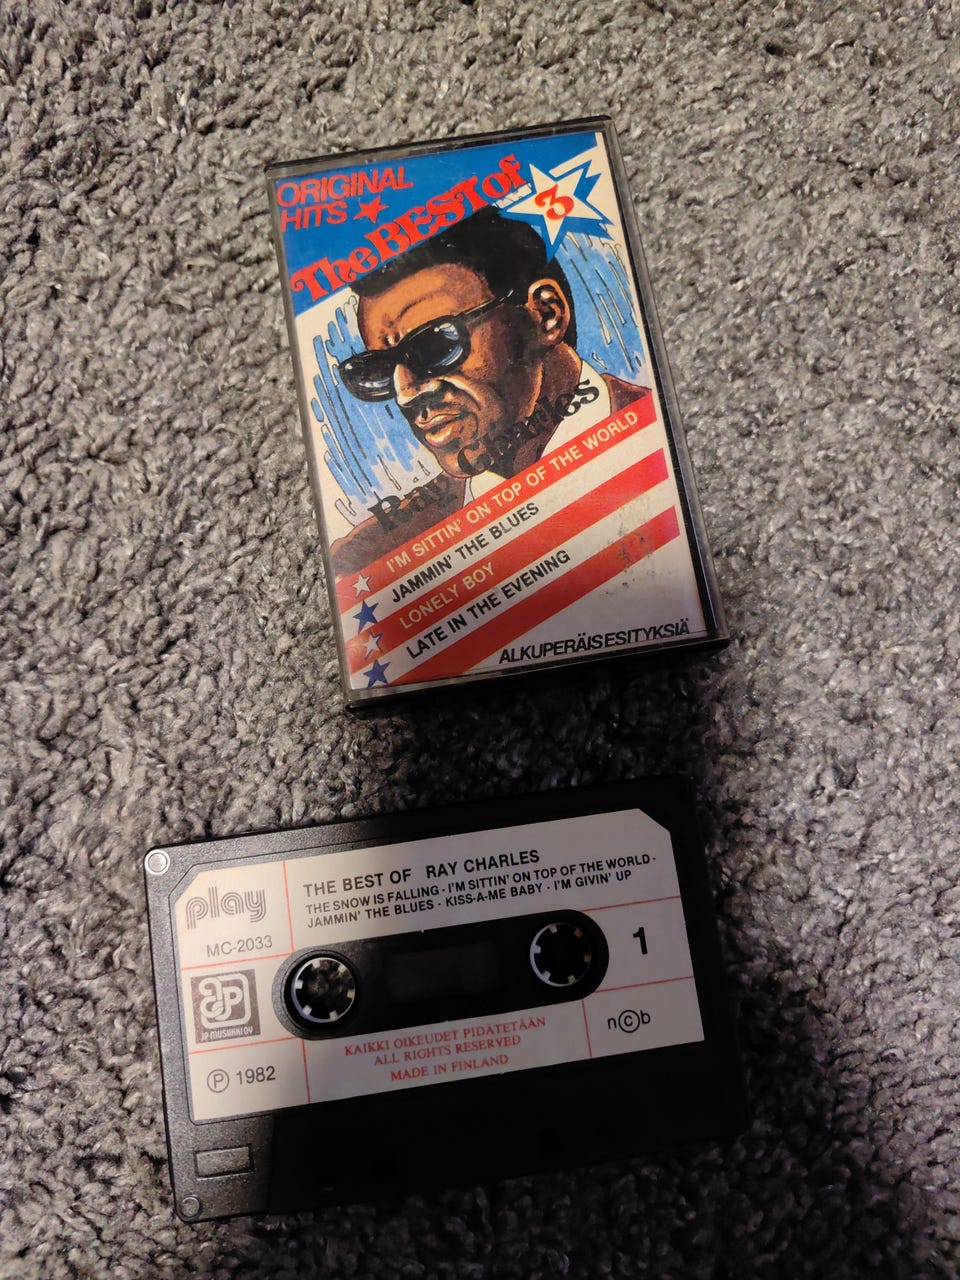 ORIGINAL
HITS
The BEST of
3
Ray Charles
I'M SITTIN' ON TOP OF THE WORLD
JAMMIN' THE BLUES
LONELY BOY
LATE IN THE EVENING
ALKUPERÄISESITYKSIÄ
play
MC-2033
JP MUSIIKKI OY
℗ 1982
THE BEST OF RAY CHARLES
THE SNOW IS FALLING · I'M SITTIN' ON TOP OF THE WORLD ·
JAMMIN' THE BLUES · KISS-A-ME BABY · I'M GIVIN' UP
1
KAIKKI OIKEUDET PIDÄTETÄÄN
ALL RIGHTS RESERVED
MADE IN FINLAND
n©b